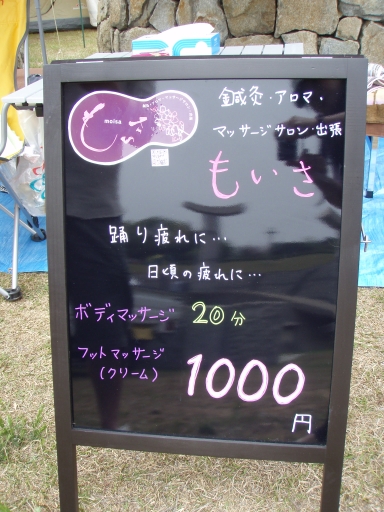 鍼灸・アロマ・
マッサージサロン・出張
もいさ
moisa
もいさ
踊り疲れに…
日頃の疲れに…
ボディマッサージ 20分
フットマッサージ
(クリーム)
1000
円